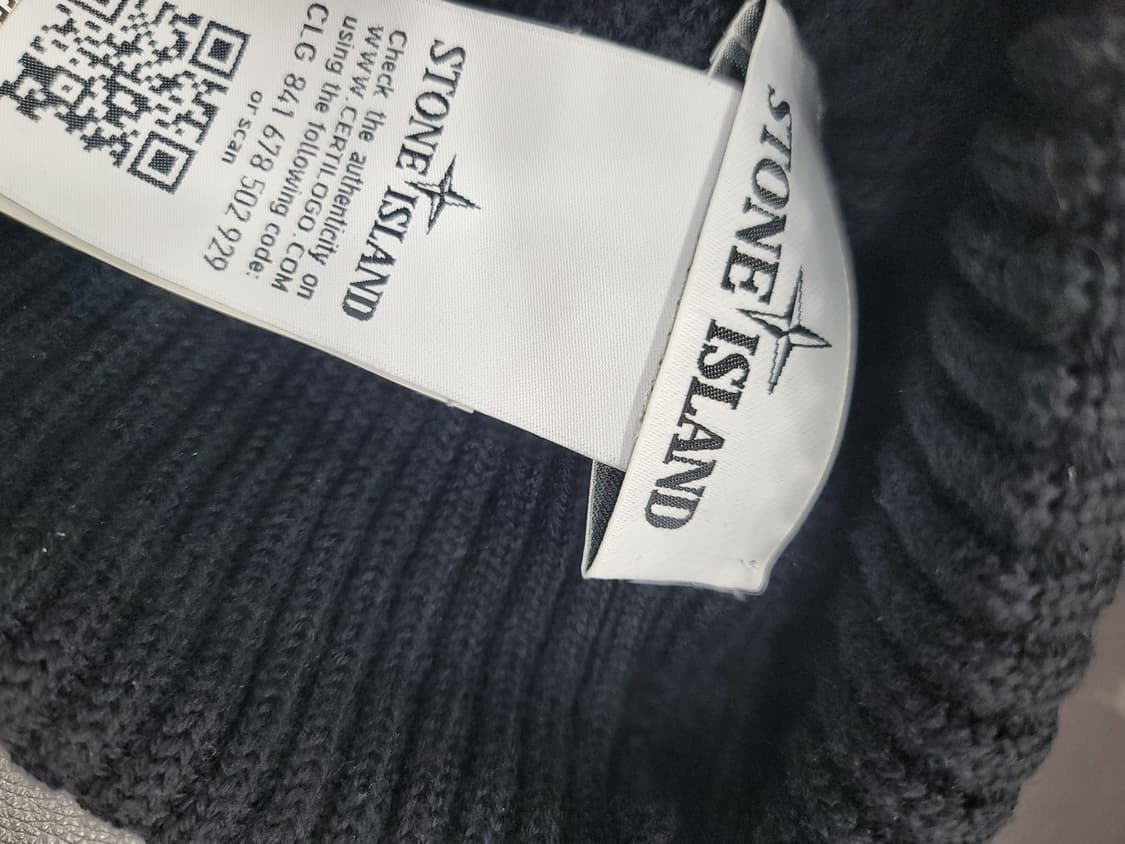 STONE ISLAND
Check the authenticity on
WWW.CERTILOGO.COM
using the following code:
CLG 841 678 502 929
or scan
STONE ISLAND